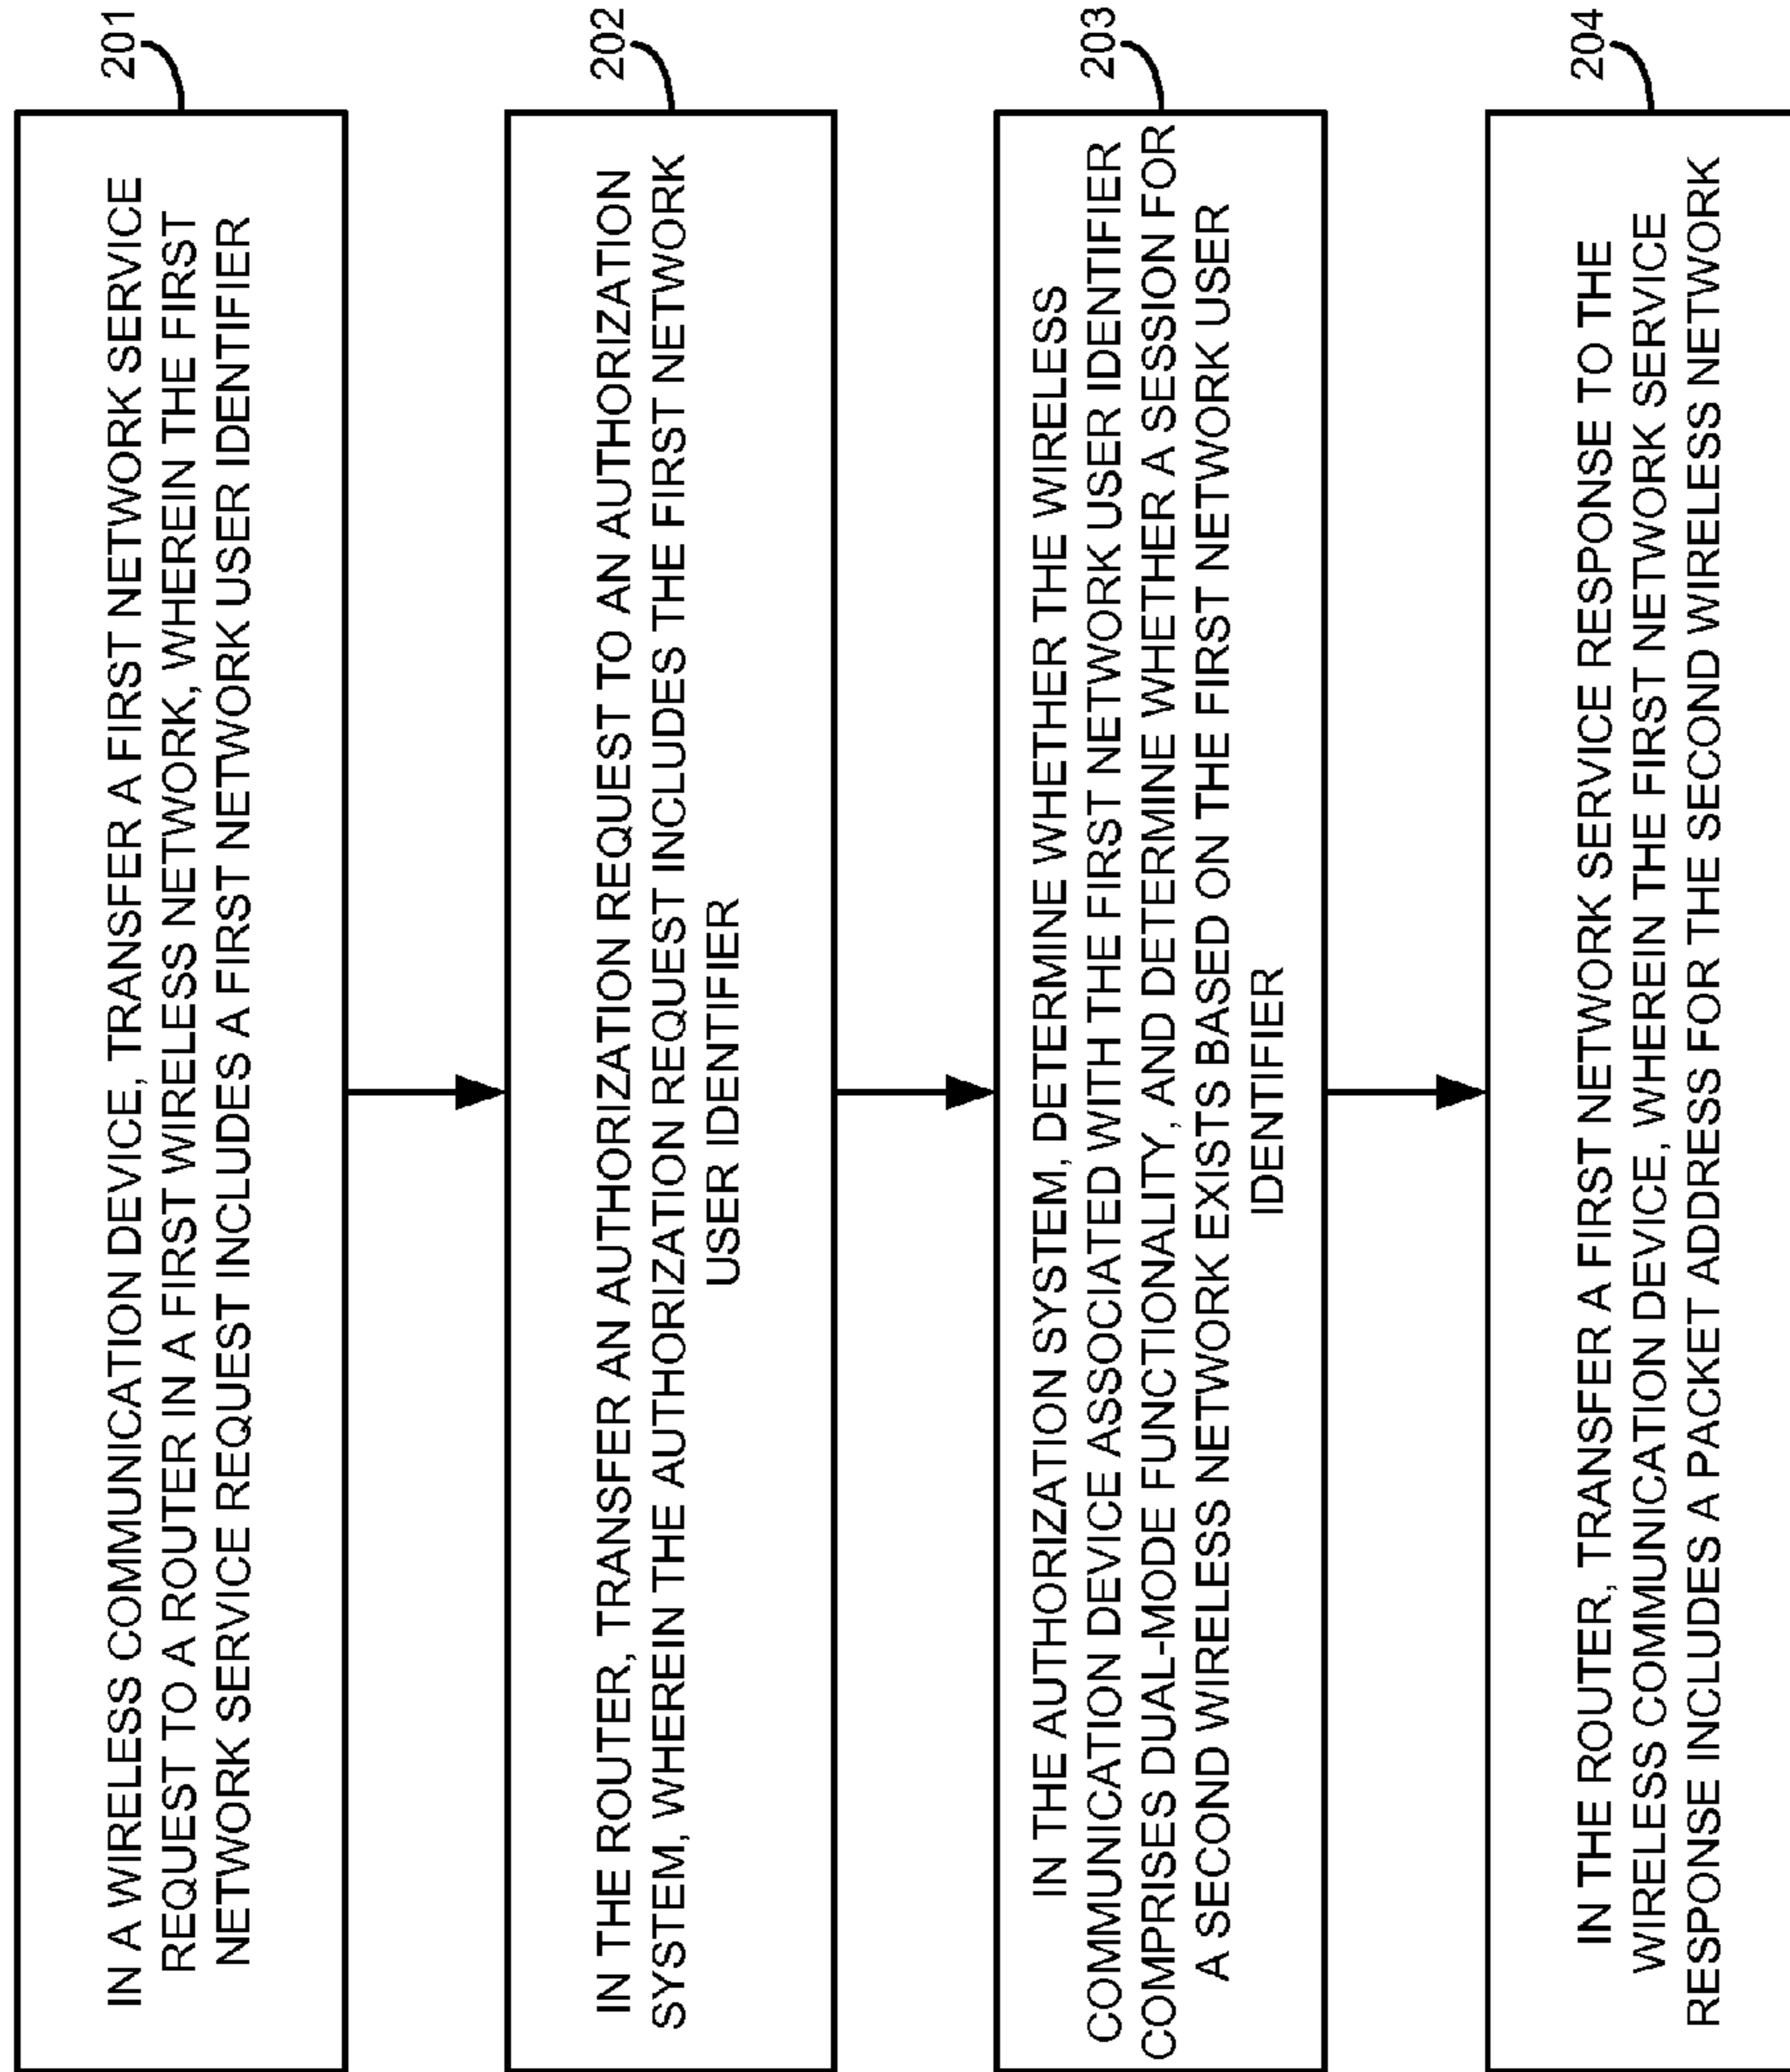 201
IN A WIRELESS COMMUNICATION DEVICE, TRANSFER A FIRST NETWORK SERVICE
REQUEST TO A ROUTER IN A FIRST WIRELESS NETWORK, WHEREIN THE FIRST
NETWORK SERVICE REQUEST INCLUDES A FIRST NETWORK USER IDENTIFIER
202
IN THE ROUTER, TRANSFER AN AUTHORIZATION REQUEST TO AN AUTHORIZATION
SYSTEM, WHEREIN THE AUTHORIZATION REQUEST INCLUDES THE FIRST NETWORK
USER IDENTIFIER
203
IN THE AUTHORIZATION SYSTEM, DETERMINE WHETHER THE WIRELESS
COMMUNICATION DEVICE ASSOCIATED WITH THE FIRST NETWORK USER IDENTIFIER
COMPRISES DUAL-MODE FUNCTIONALITY, AND DETERMINE WHETHER A SESSION FOR
A SECOND WIRELESS NETWORK EXISTS BASED ON THE FIRST NETWORK USER
IDENTIFIER
204
IN THE ROUTER, TRANSFER A FIRST NETWORK SERVICE RESPONSE TO THE
WIRELESS COMMUNICATION DEVICE, WHEREIN THE FIRST NETWORK SERVICE
RESPONSE INCLUDES A PACKET ADDRESS FOR THE SECOND WIRELESS NETWORK